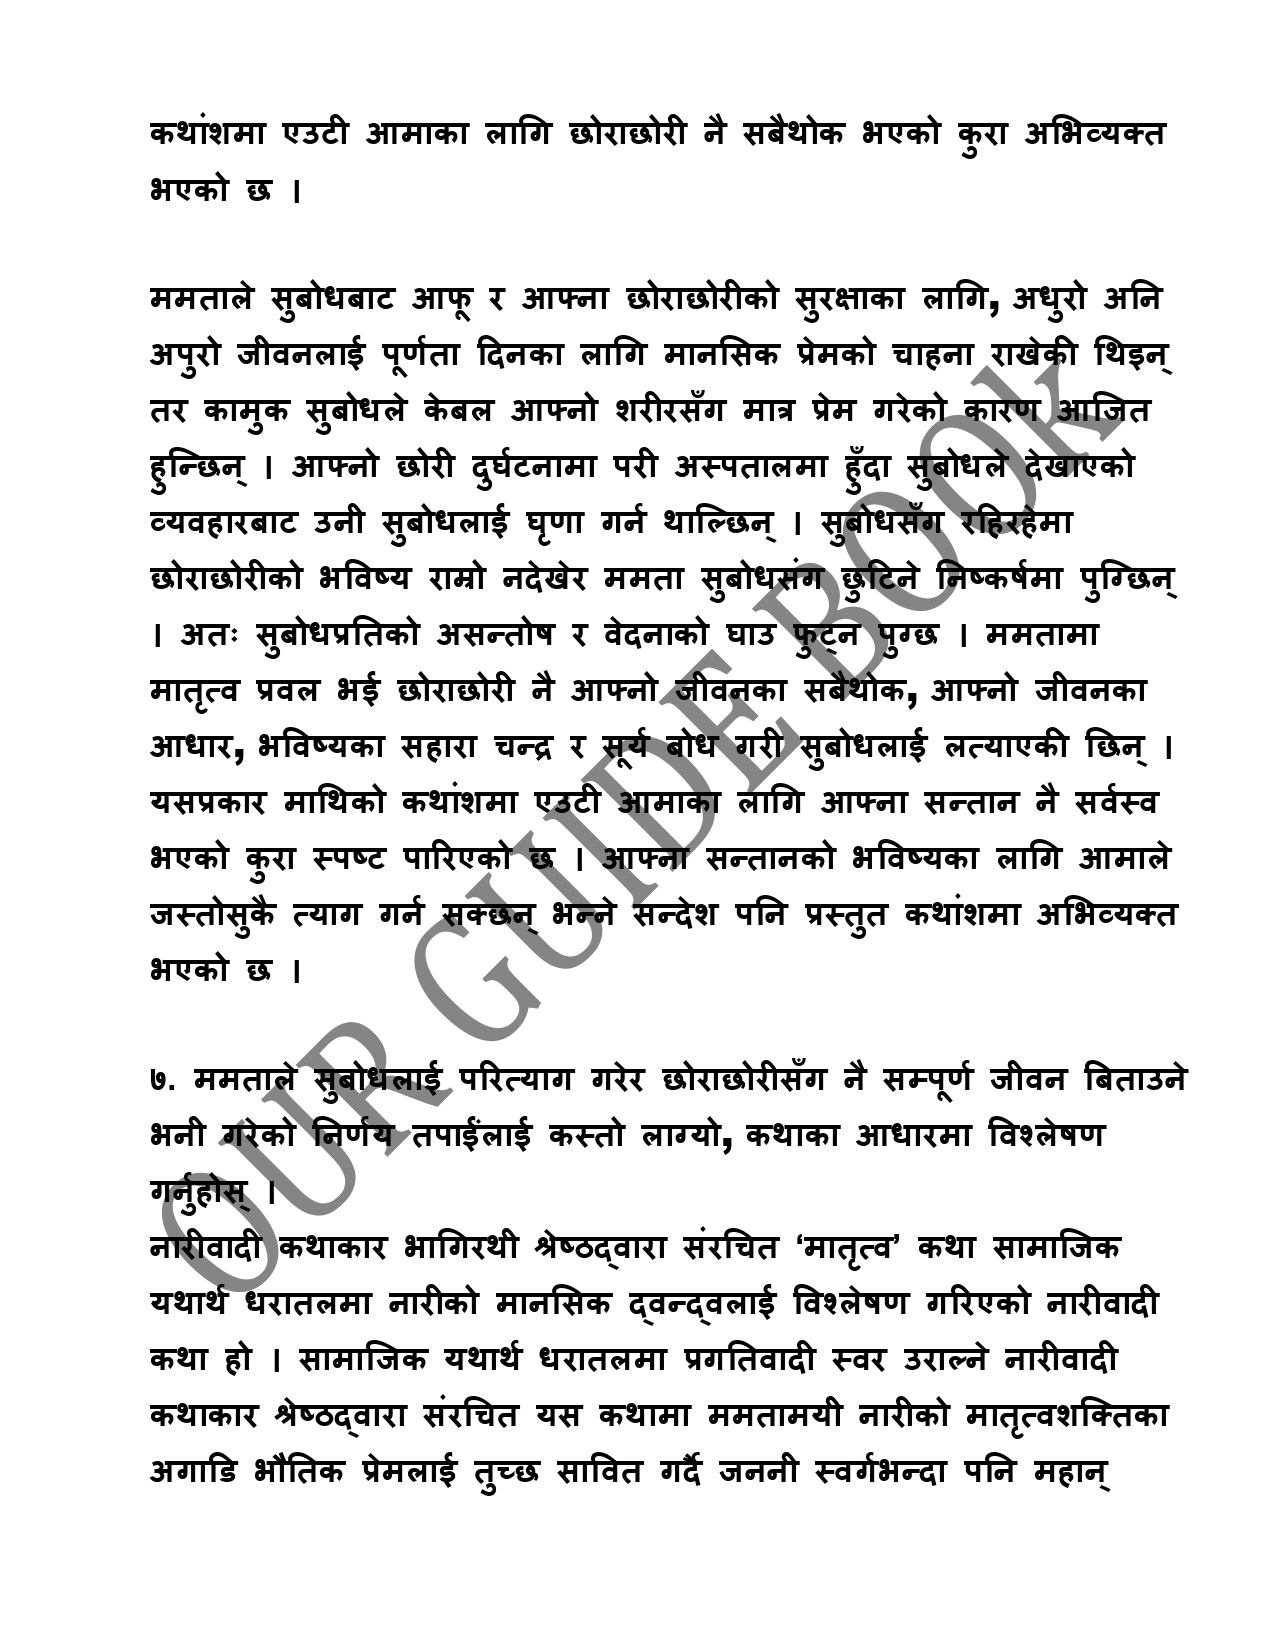 कथांशमा एउटी आमाका लागि छोराछोरी नै सबैथोक भएको कुरा अभिव्यक्त
भएको छ ।
ममताले सुबोधबाट आफू र आफ्ना छोराछोरीको सुरक्षाका लागि, अधुरो अनि
अपुरो जीवनलाई पूर्णता दिनका लागि मानसिक प्रेमको चाहना राखेकी थिइन्
तर कामुक सुबोधले केबल आफ्नो शरीरसँग मात्र प्रेम गरेको कारण आजित
हुन्छिन् । आफ्नो छोरी दुर्घटनामा परी अस्पतालमा हुँदा सुबोधले देखाएको
व्यवहारबाट उनी सुबोधलाई घृणा गर्न थाल्छिन् । सुबोधसँग रहिरहेमा
छोराछोरीको भविष्य राम्रो नदेखेर ममता सुबोधसंग छुटिने निष्कर्षमा पुग्छिन्
। अतः सुबोधप्रतिको असन्तोष र वेदनाको घाउ फुट्न पुग्छ । ममतामा
मातृत्व प्रवल भई छोराछोरी नै आफ्नो जीवनका सबैथोक, आफ्नो जीवनका
आधार, भविष्यका सहारा चन्द्र र सूर्य बोध गरी सुबोधलाई लत्याएकी छिन् ।
यसप्रकार माथिको कथांशमा एउटी आमाका लागि आफ्ना सन्तान नै सर्वस्व
भएको कुरा स्पष्ट पारिएको छ । आफ्ना सन्तानको भविष्यका लागि आमाले
जस्तोसुकै त्याग गर्न सक्छन् भन्ने सन्देश पनि प्रस्तुत कथांशमा अभिव्यक्त
भएको छ ।
७. ममताले सुबोधलाई परित्याग गरेर छोराछोरीसँग नै सम्पूर्ण जीवन बिताउने
भनी गरेको निर्णय तपाईंलाई कस्तो लाग्यो, कथाका आधारमा विश्लेषण
गर्नुहोस् ।
नारीवादी कथाकार भागिरथी श्रेष्ठद्वारा संरचित ‘मातृत्व’ कथा सामाजिक
यथार्थ धरातलमा नारीको मानसिक द्वन्द्वलाई विश्लेषण गरिएको नारीवादी
कथा हो । सामाजिक यथार्थ धरातलमा प्रगतिवादी स्वर उराल्ने नारीवादी
कथाकार श्रेष्ठद्वारा संरचित यस कथामा ममतामयी नारीको मातृत्वशक्तिका
अगाडि भौतिक प्रेमलाई तुच्छ सावित गर्दै जननी स्वर्गभन्दा पनि महान्
OUR GUIDE BOOK